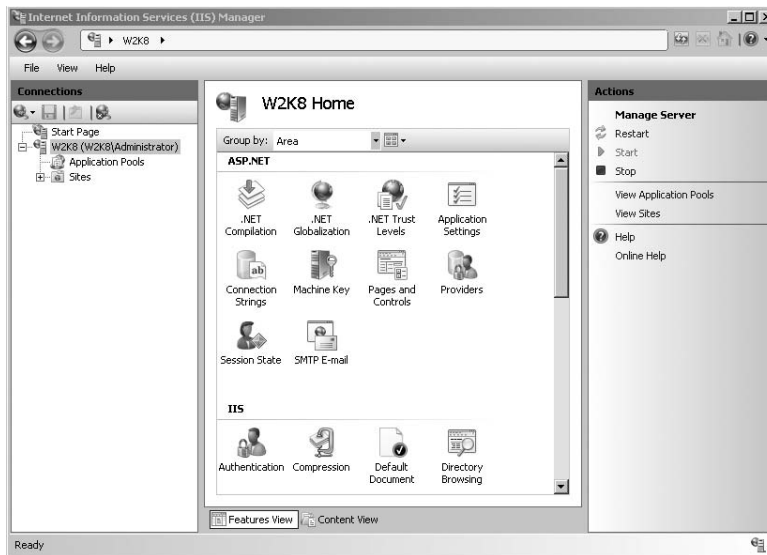 Internet Information Services (IIS) Manager
W2K8
File View Help
Connections
Start Page
W2K8 (W2K8\Administrator)
Application Pools
Sites
W2K8 Home
Group by: Area
ASP.NET
.NET Compilation
.NET Globalization
.NET Trust Levels
Application Settings
Connection Strings
Machine Key
Pages and Controls
Providers
Session State
SMTP E-mail
IIS
Authentication
Compression
Default Document
Directory Browsing
Features View
Content View
Actions
Manage Server
Restart
Start
Stop
View Application Pools
View Sites
Help
Online Help
Ready